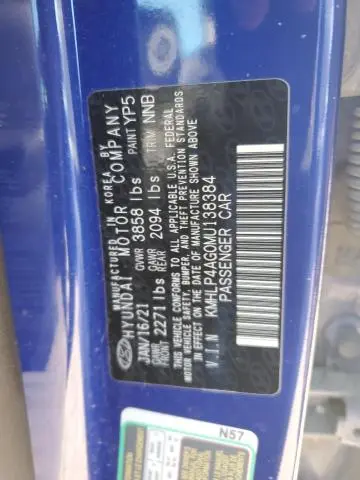 MANUFACTURED IN KOREA BY
HYUNDAI MOTOR COMPANY
JAN/16/21 GVWR 3858 lbs PAINT YP5
GAWR FRONT 2271 lbs GAWR REAR 2094 lbs TRIM NNB
THIS VEHICLE CONFORMS TO ALL APPLICABLE U.S.A. FEDERAL
MOTOR VEHICLE SAFETY, BUMPER, AND THEFT PREVENTION STANDARDS
IN EFFECT ON THE DATE OF MANUFACTURE SHOWN ABOVE
V.I.N KMHLP4AG0MU138384
PASSENGER CAR
N57